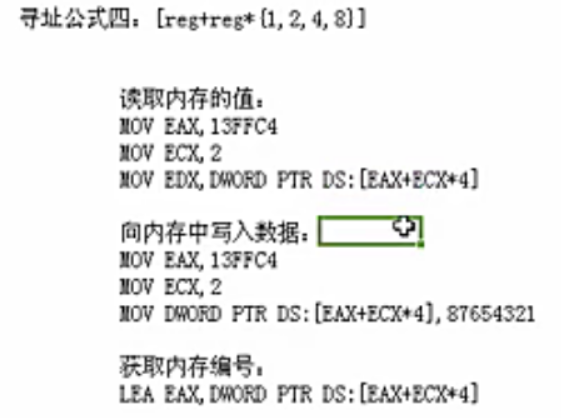 寻址公式四：[reg+reg*{1,2,4,8}]
读取内存的值：
MOV EAX,13FFC4
MOV ECX,2
MOV EDX,DWORD PTR DS:[EAX+ECX*4]
向内存中写入数据：
MOV EAX,13FFC4
MOV ECX,2
MOV DWORD PTR DS:[EAX+ECX*4],87654321
获取内存编号：
LEA EAX,DWORD PTR DS:[EAX+ECX*4]